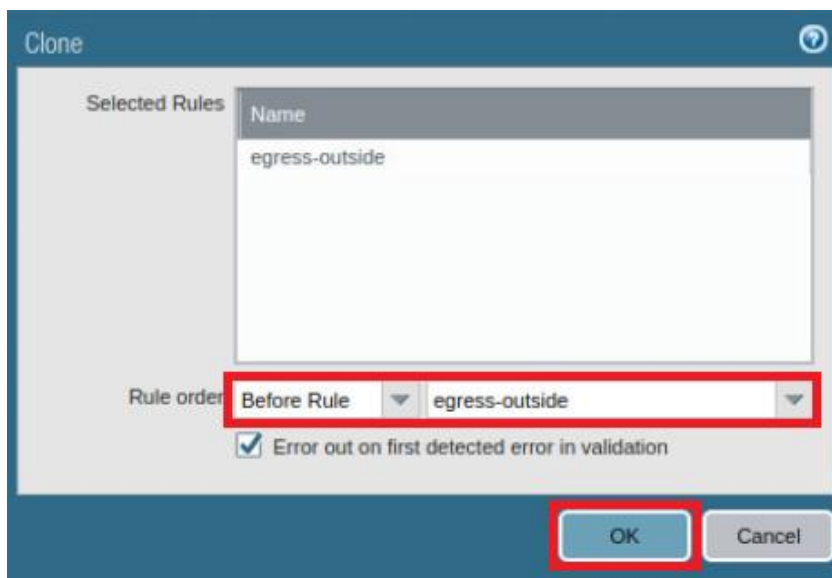 Clone
?
Selected Rules
Name
egress-outside
Rule order Before Rule egress-outside
Error out on first detected error in validation
OK Cancel